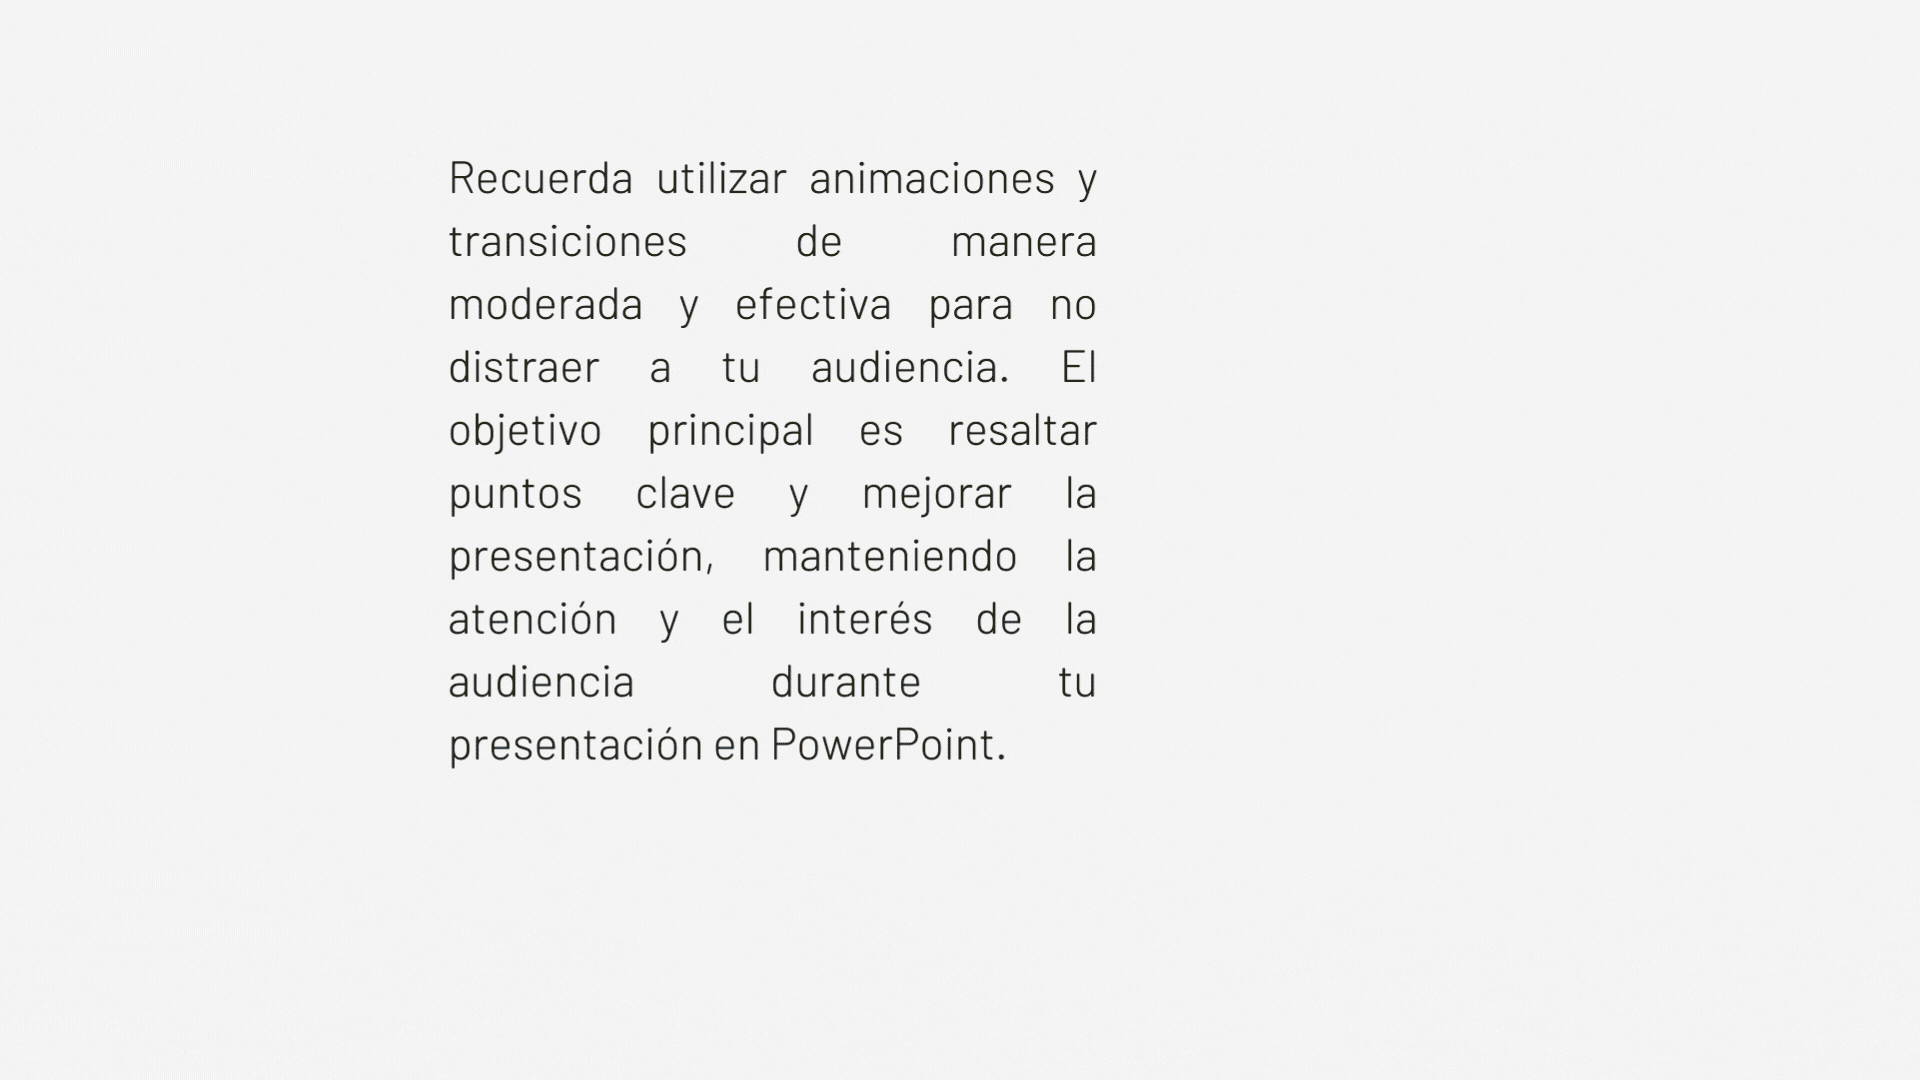 Recuerda utilizar animaciones y
transiciones de manera
moderada y efectiva para no
distraer a tu audiencia. El
objetivo principal es resaltar
puntos clave y mejorar la
presentación, manteniendo la
atención y el interés de la
audiencia durante tu
presentación en PowerPoint.